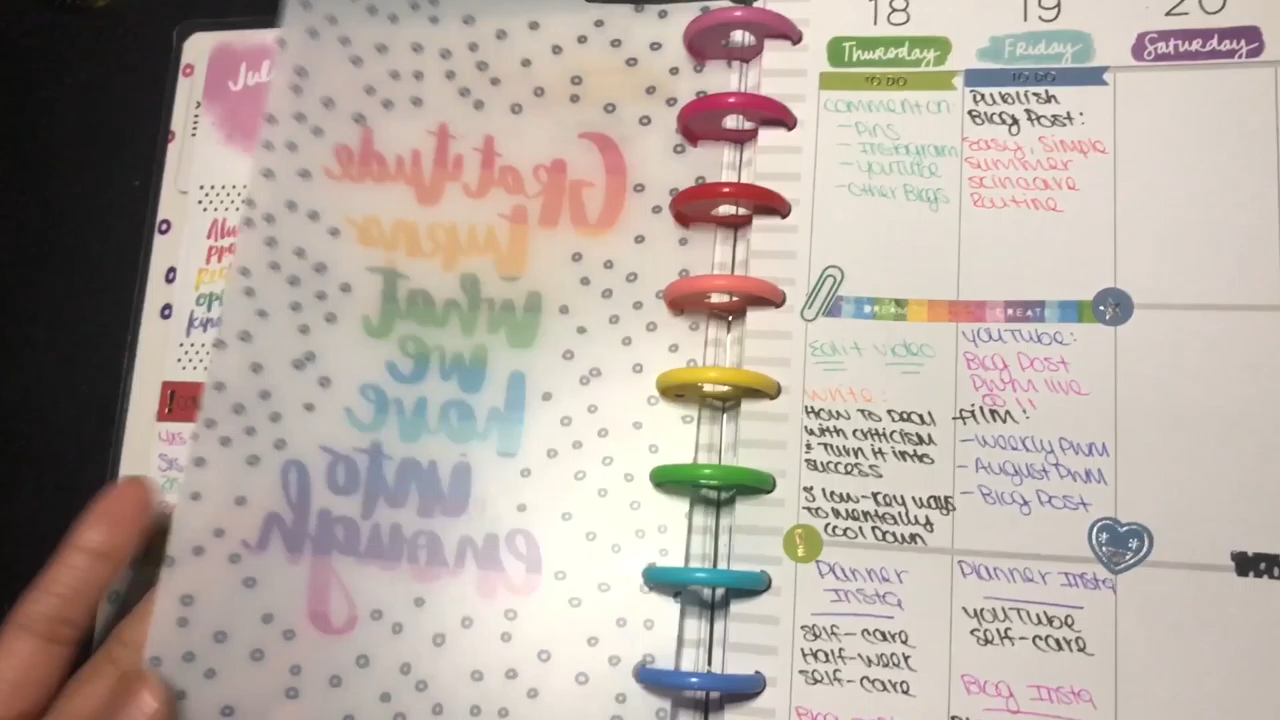 Jul
Gratitude
turns
what
we
have
into
enough
18
19
20
Thursday
Friday
Saturday
TO DO
TO DO
comment on
- Pins
- Instagram
- YouTube
- other Blogs
Publish
Blog Post:
Easy, Simple
summer
skincare
Routine
DREAM
CREATE
Edit video
write:
HOW TO Deal
with criticism
& Turn it into
success
5 low-key ways
to mentally
cool Down
YouTube:
Blog Post
PWM live
film:
- Weekly PWM
- August PWM
- Blog Post
Planner
Insta
self-care
Half-week
self-care
Planner Insta
YouTube
self-care
Blog Insta